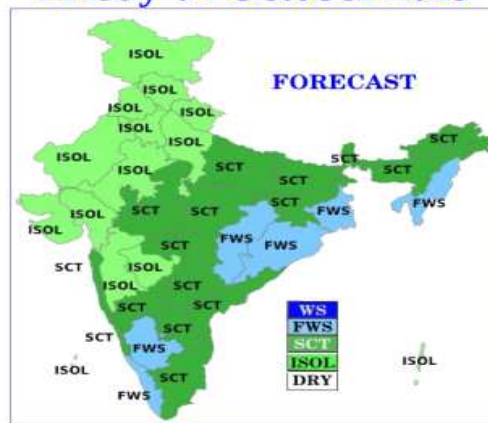 ISOL
FORECAST
ISOL
ISOL ISOL
ISOL
ISOL SCT
ISOL SCT SCT
ISOL SCT SCT
SCT
ISOL SCT SCT SCT FWS FWS
ISOL FWS FWS
SCT
SCT ISOL
ISOL SCT
SCT SCT
WS
SCT SCT FWS
FWS SCT
ISOL ISOL ISOL
SCT
FWS DRY